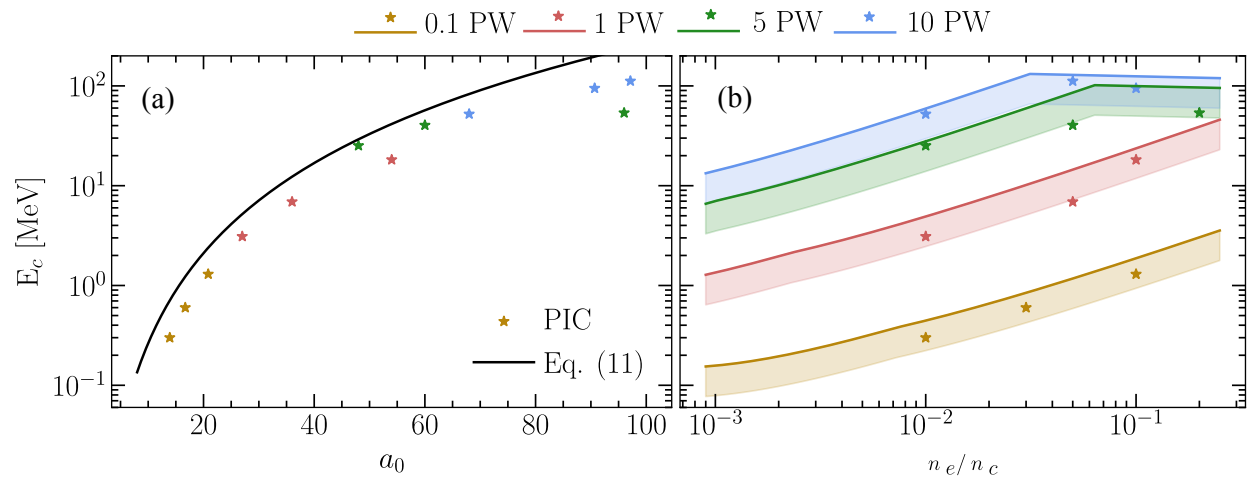 0.1 PW 1 PW 5 PW 10 PW
(a) (b)
E_c [MeV]
10^2
10^1
10^0
10^{-1}
PIC
Eq. (11)
20 40 60 80 100
a_0
10^{-3} 10^{-2} 10^{-1}
n_e/n_c